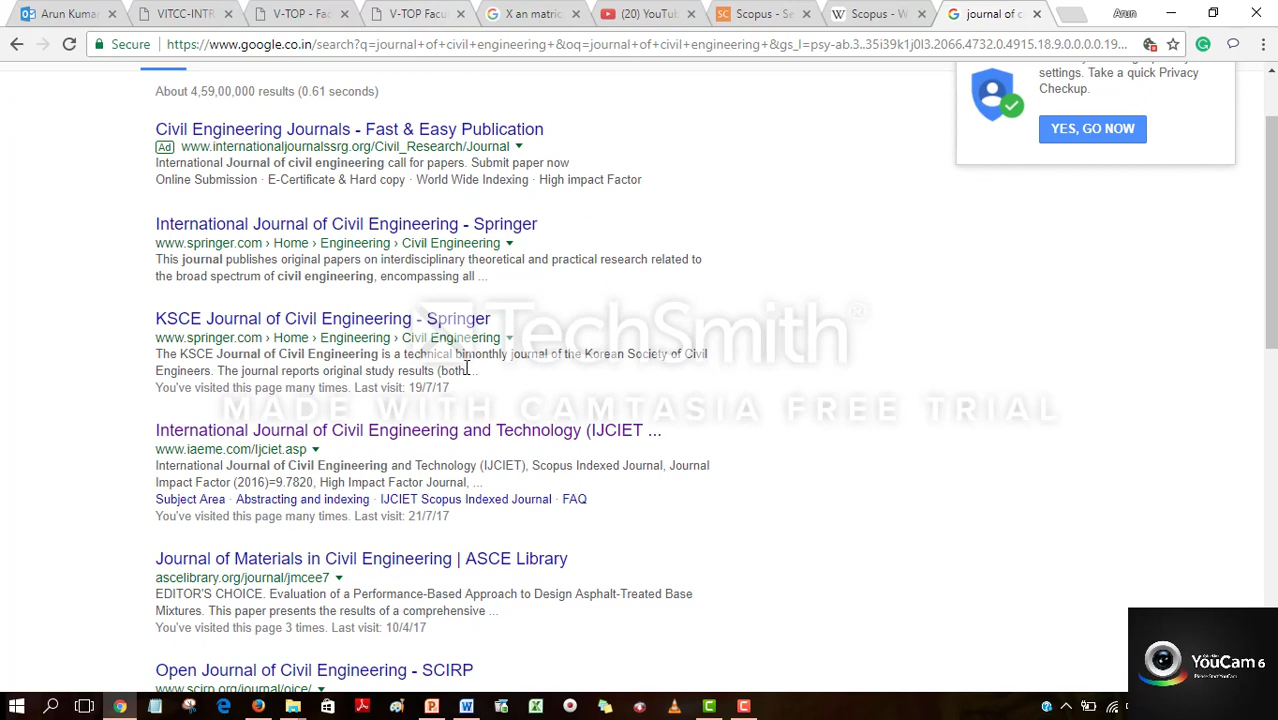 Arun Kuma
VITCC-INTR
V-TOP - Fac
V-TOP Facul
X an matric
(20) YouTub
Scopus - Se
Scopus - W
journal of c
Arun
Secure
https://www.google.co.in/search?q=journal+of+civil+engineering+&oq=journal+of+civil+engineering+&gs_l=psy-ab.3..35i39k1j0l3.2066.4732.0.4915.18.9.0.0.0.0.19...
About 4,59,00,000 results (0.61 seconds)
settings. Take a quick Privacy
Checkup.
YES, GO NOW
Civil Engineering Journals - Fast & Easy Publication
Ad www.internationaljournalssrg.org/Civil_Research/Journal
International Journal of civil engineering call for papers. Submit paper now
Online Submission · E-Certificate & Hard copy · World Wide Indexing · High impact Factor
International Journal of Civil Engineering - Springer
www.springer.com › Home › Engineering › Civil Engineering
This journal publishes original papers on interdisciplinary theoretical and practical research related to
the broad spectrum of civil engineering, encompassing all ...
KSCE Journal of Civil Engineering - Springer
www.springer.com › Home › Engineering › Civil Engineering
The KSCE Journal of Civil Engineering is a technical bimonthly journal of the Korean Society of Civil
Engineers. The journal reports original study results (both ...
You've visited this page many times. Last visit: 19/7/17
TechSmith®
MADE WITH CAMTASIA FREE TRIAL
International Journal of Civil Engineering and Technology (IJCIET ...
www.iaeme.com/Ijciet.asp
International Journal of Civil Engineering and Technology (IJCIET), Scopus Indexed Journal, Journal
Impact Factor (2016)=9.7820, High Impact Factor Journal, ...
Subject Area · Abstracting and indexing · IJCIET Scopus Indexed Journal · FAQ
You've visited this page many times. Last visit: 21/7/17
Journal of Materials in Civil Engineering | ASCE Library
ascelibrary.org/journal/jmcee7
EDITOR'S CHOICE. Evaluation of a Performance-Based Approach to Design Asphalt-Treated Base
Mixtures. This paper presents the results of a comprehensive ...
You've visited this page 3 times. Last visit: 10/4/17
Open Journal of Civil Engineering - SCIRP
www.scirp.org/journal/ojce/
YouCam 6